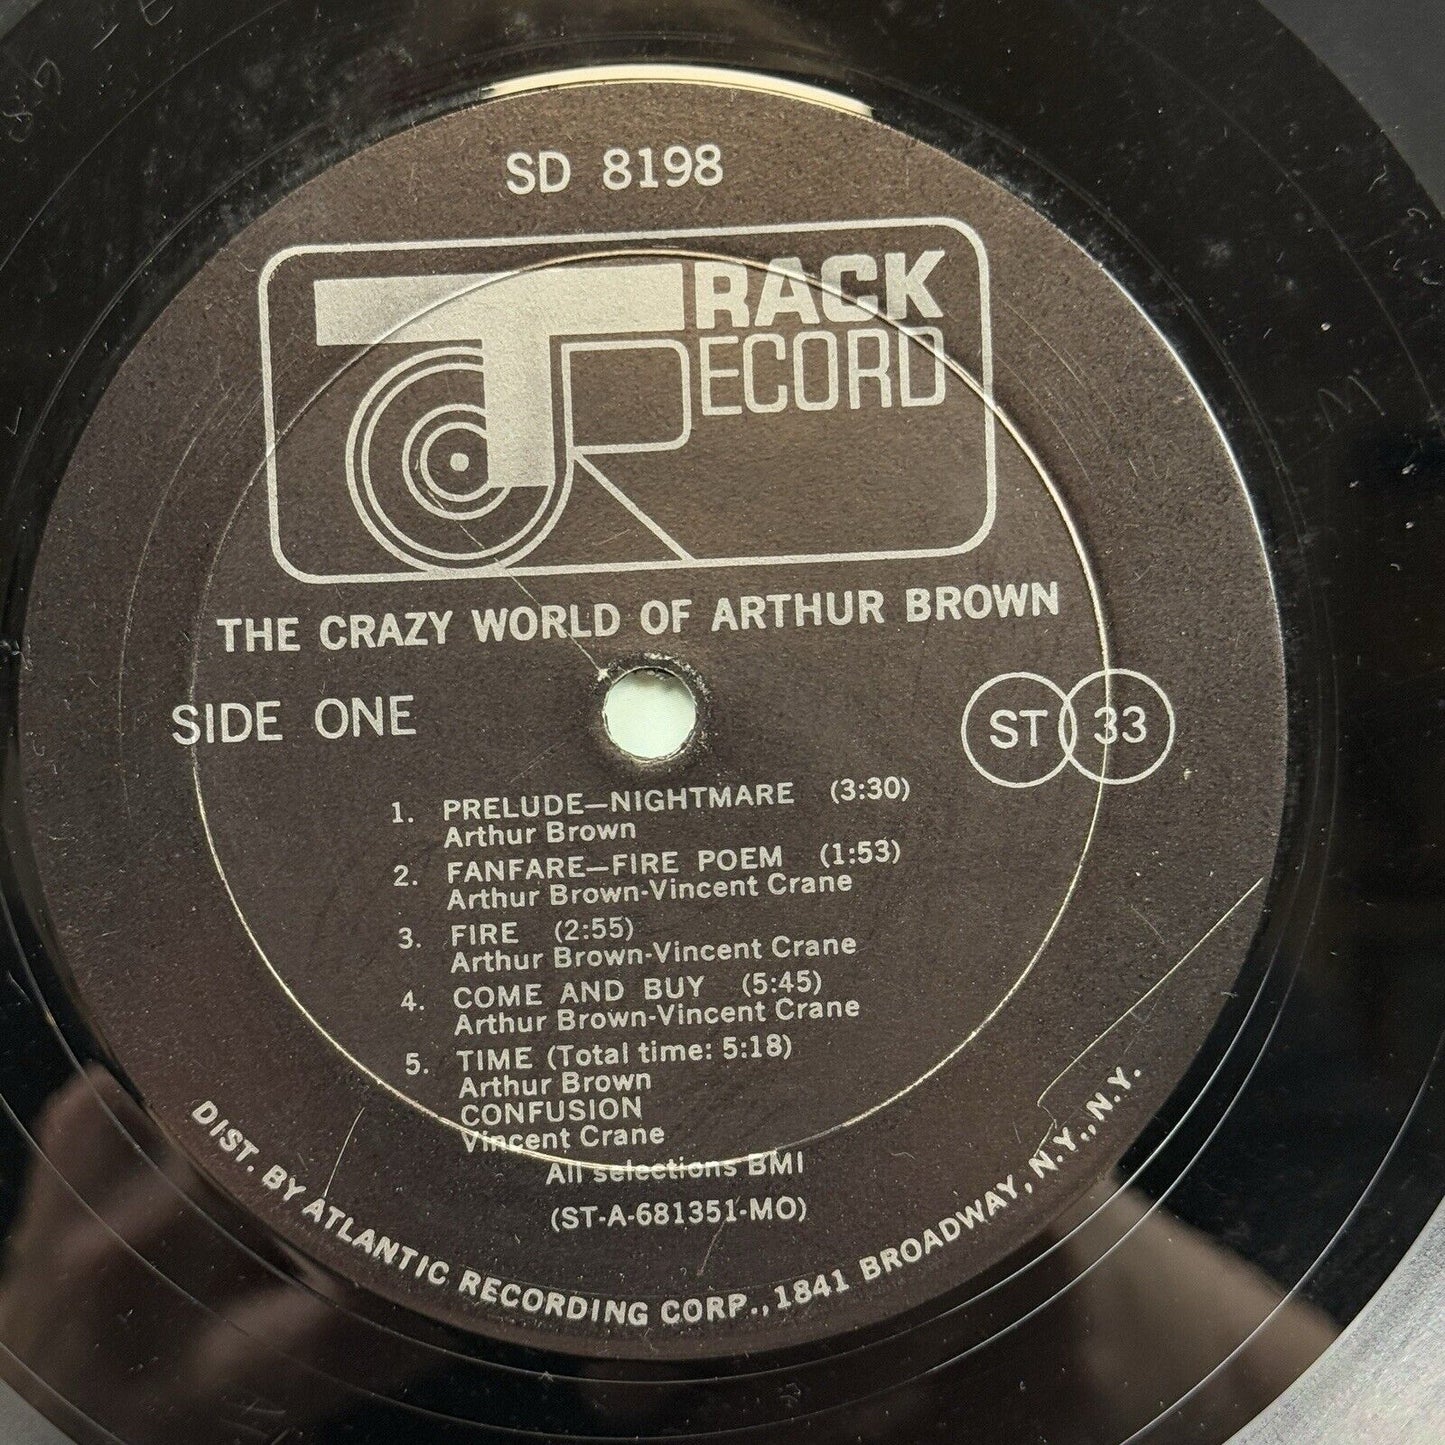 SD 8198
TRACK
RECORD
THE CRAZY WORLD OF ARTHUR BROWN
SIDE ONE
ST 33
1. PRELUDE—NIGHTMARE (3:30)
Arthur Brown
2. FANFARE—FIRE POEM (1:53)
Arthur Brown-Vincent Crane
3. FIRE (2:55)
Arthur Brown-Vincent Crane
4. COME AND BUY (5:45)
Arthur Brown-Vincent Crane
5. TIME (Total time: 5:18)
Arthur Brown
CONFUSION
Vincent Crane
All selections BMI
(ST-A-681351-MO)
DIST. BY ATLANTIC RECORDING CORP., 1841 BROADWAY, N.Y., N.Y.